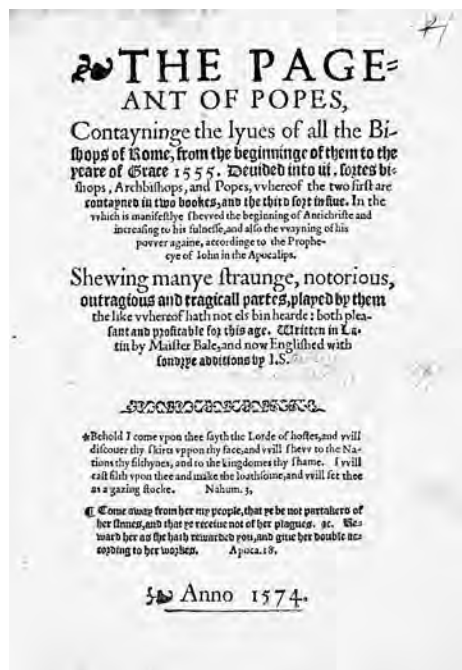 THE PAGE=
ANT OF POPES,
Contayninge the lyues of all the Bi-
ſhops of Rome, from the beginninge of them to the
yeare of Grace 1555. Deuided into iii. ſortes bi-
ſhops, Archbiſhops, and Popes, vvhereof the two firſt are
contayned in two bookes, and the third ſort in fiue. In the
vvhich is manifeſtlye ſhevved the beginning of Antichriſte and
increaſing to his fulneſſe, and alſo the vvayning of his
povver againe, accordinge to the Prophe-
cye of Iohn in the Apocalips.
Shewing manye ſtraunge, notorious,
outragious and tragicall partes, played by them
the like vvhereof hath not els bin hearde: both plea-
ſant and profitable for this age. Written in La-
tin by Maiſter Bale, and now Engliſhed with
ſondrye additions by I.S.
*Behold I come vpon thee ſayth the Lorde of hoſtes, and vvill
diſcouer thy ſkirts vppon thy face, and vvill ſhevv to the Na-
tions thy filthynes, and to the kingdomes thy ſhame. I vvill
caſt filth vpon thee and make the loathſome, and vvill ſet thee
as a gazing ſtocke. Nahum. 3,
¶ Come away from her my people, that ye be not partakers of
her ſinnes, and that ye receiue not of her plagues. &c. Re-
ward her as ſhe hath rewarded you, and giue her double ac-
cording to her workes. Apoca. 18.
Anno 1574.